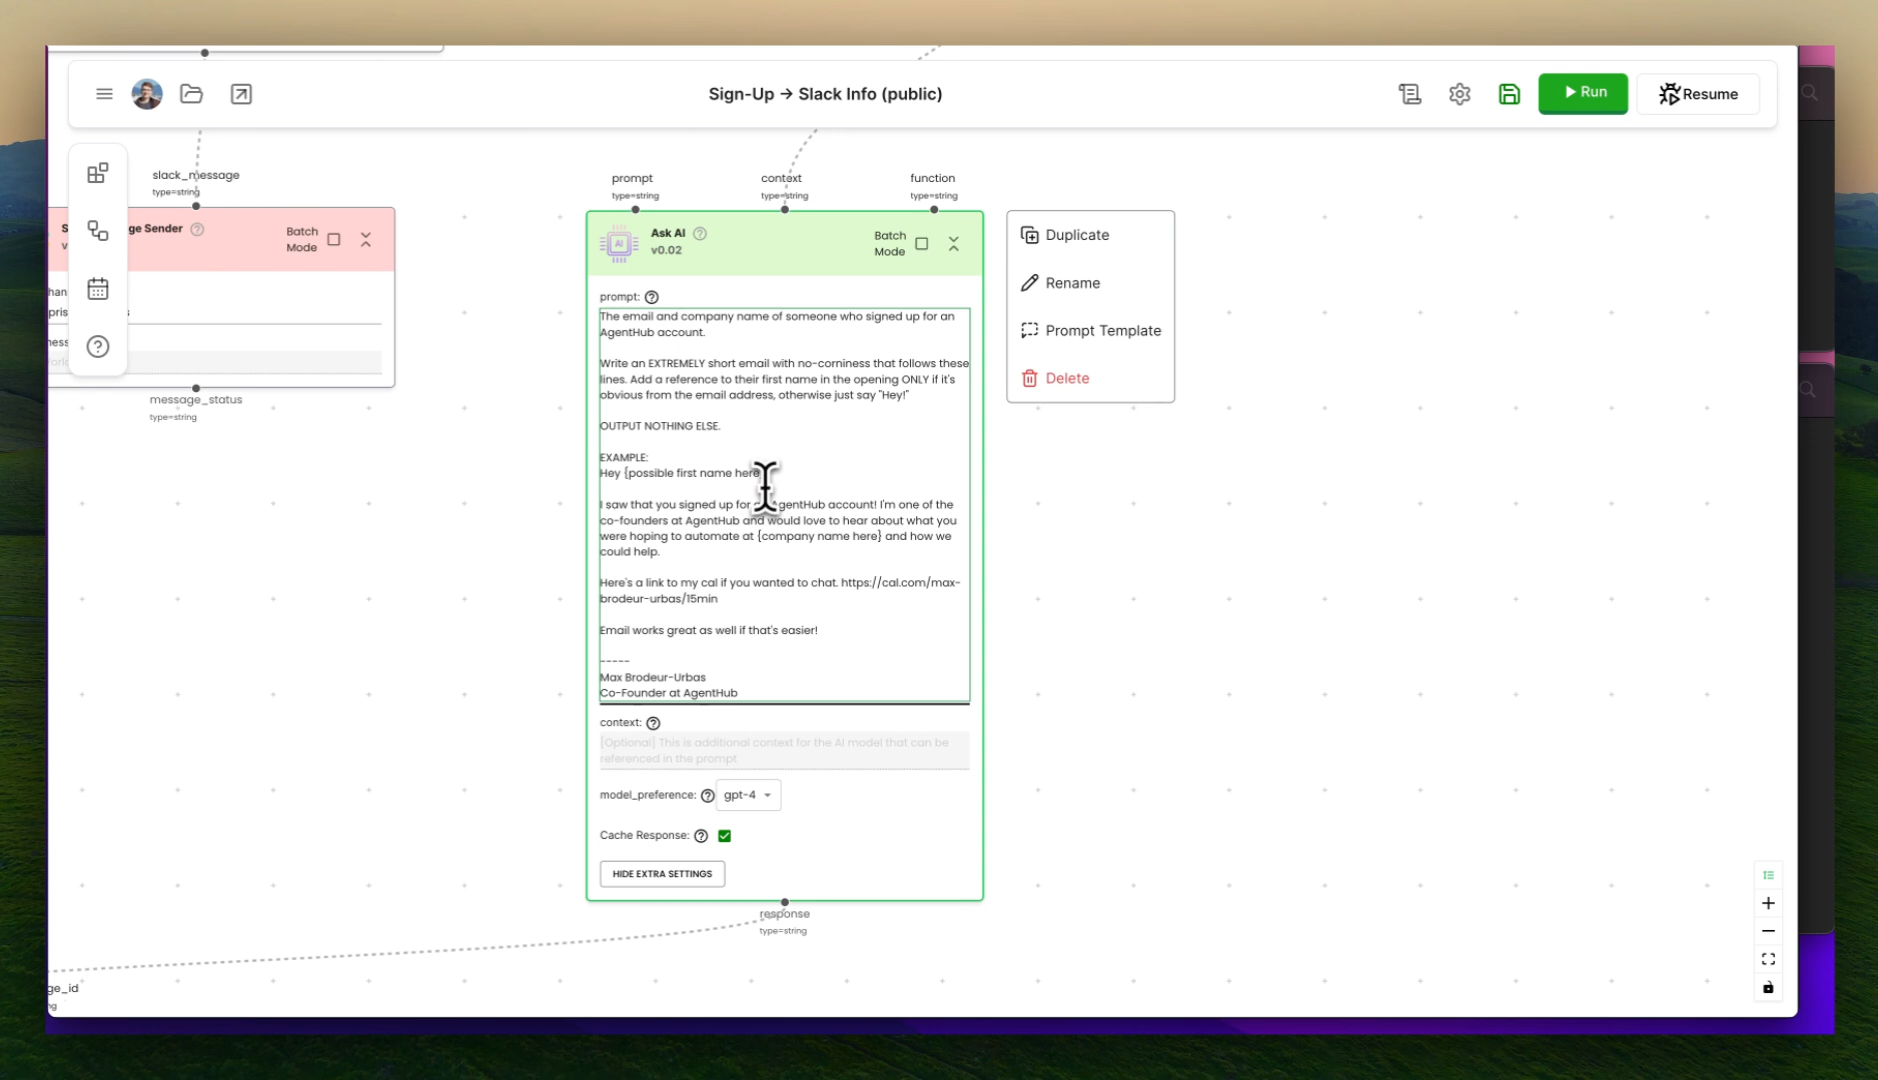 Sign-Up → Slack Info (public)
Run
Resume
slack_message
type=string
ge Sender
Batch
Mode
message_status
type=string
prompt
type=string
context
type=string
function
type=string
AI
Ask AI
v0.02
Batch
Mode
prompt:
The email and company name of someone who signed up for an
AgentHub account.
Write an EXTREMELY short email with no-corniness that follows these
lines. Add a reference to their first name in the opening ONLY if it's
obvious from the email address, otherwise just say "Hey!"
OUTPUT NOTHING ELSE.
EXAMPLE:
Hey {possible first name here
I saw that you signed up for AgentHub account! I'm one of the
co-founders at AgentHub and would love to hear about what you
were hoping to automate at {company name here} and how we
could help.
Here's a link to my cal if you wanted to chat. https://cal.com/max-
brodeur-urbas/15min
Email works great as well if that's easier!
-----
Max Brodeur-Urbas
Co-Founder at AgentHub
context:
[Optional] This is additional context for the AI model that can be
referenced in the prompt
model_preference:
gpt-4
Cache Response:
HIDE EXTRA SETTINGS
response
type=string
Duplicate
Rename
Prompt Template
Delete
ge_id